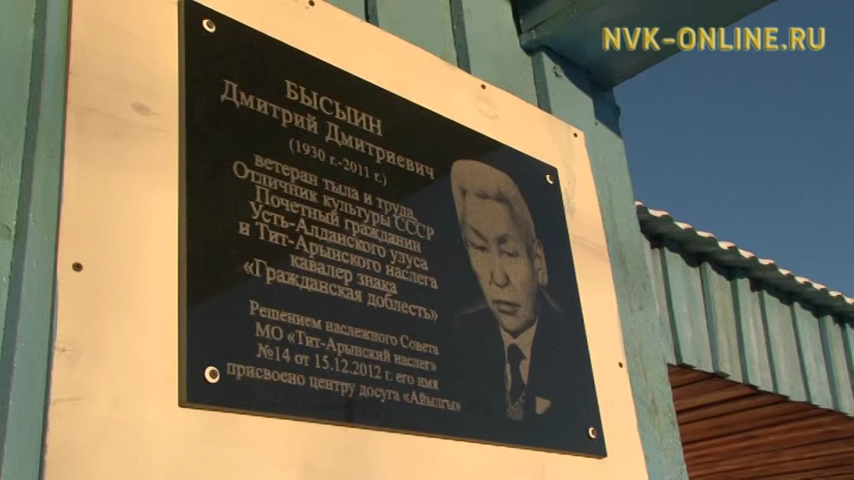 NVK-ONLINE.RU
БЫСЫИН
Дмитрий Дмитриевич
(1930 г.-2011 г.)
ветеран тыла и труда,
Отличник культуры СССР
Почетный гражданин
Усть-Алданского улуса
и Тит-Арынского наслега
кавалер знака
«Гражданская доблесть»
Решением наслежного Совета
МО «Тит-Арынский наслег»
№14 от 15.12.2012 г. его имя
присвоено центру досуга «Айылгы»